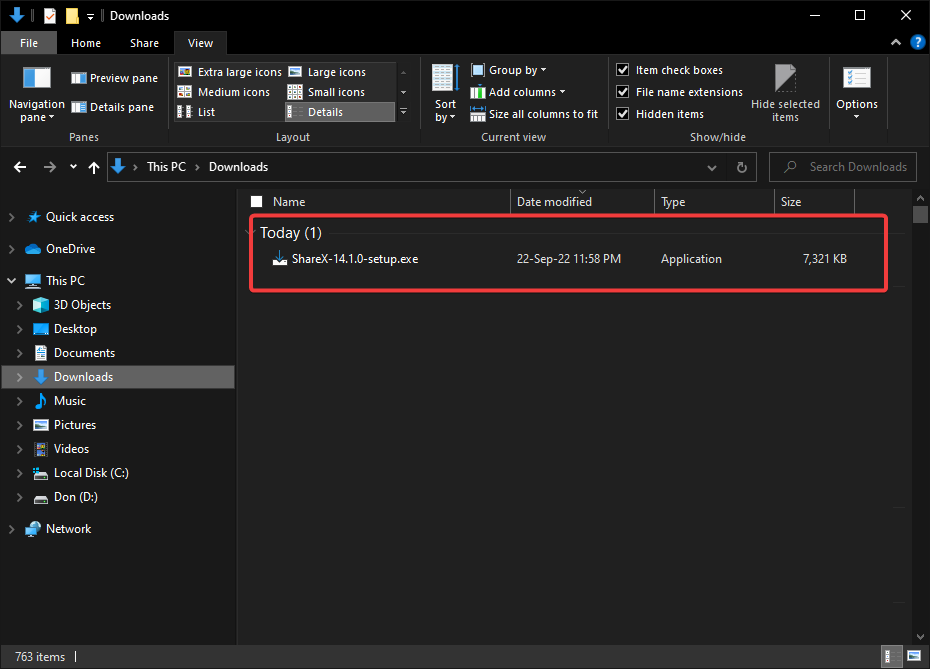 Downloads
File Home Share View
Navigation pane
Preview pane
Details pane
Panes
Extra large icons Large icons
Medium icons Small icons
List Details
Layout
Sort by
Group by
Add columns
Size all columns to fit
Current view
Item check boxes
File name extensions
Hidden items
Hide selected items
Show/hide
Options
This PC > Downloads
Search Downloads
Name Date modified Type Size
Today (1)
ShareX-14.1.0-setup.exe 22-Sep-22 11:58 PM Application 7,321 KB
Quick access
OneDrive
This PC
3D Objects
Desktop
Documents
Downloads
Music
Pictures
Videos
Local Disk (C:)
Don (D:)
Network
763 items